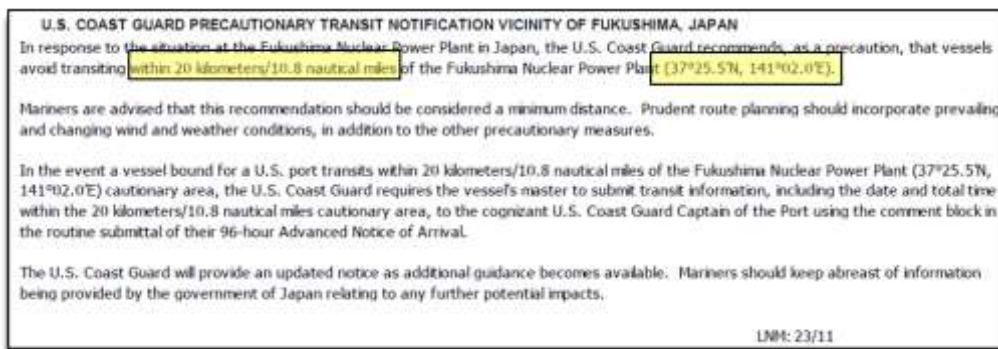 U.S. COAST GUARD PRECAUTIONARY TRANSIT NOTIFICATION VICINITY OF FUKUSHIMA, JAPAN
In response to the situation at the Fukushima Nuclear Power Plant in Japan, the U.S. Coast Guard recommends, as a precaution, that vessels
avoid transiting within 20 kilometers/10.8 nautical miles of the Fukushima Nuclear Power Plant (37°25.5'N, 141°02.0'E).
Mariners are advised that this recommendation should be considered a minimum distance. Prudent route planning should incorporate prevailing
and changing wind and weather conditions, in addition to the other precautionary measures.
In the event a vessel bound for a U.S. port transits within 20 kilometers/10.8 nautical miles of the Fukushima Nuclear Power Plant (37°25.5'N,
141°02.0'E) cautionary area, the U.S. Coast Guard requires the vessel's master to submit transit information, including the date and total time
within the 20 kilometers/10.8 nautical miles cautionary area, to the cognizant U.S. Coast Guard Captain of the Port using the comment block in
the routine submittal of their 96-hour Advanced Notice of Arrival.
The U.S. Coast Guard will provide an updated notice as additional guidance becomes available. Mariners should keep abreast of information
being provided by the government of Japan relating to any further potential impacts.
LNM: 23/11